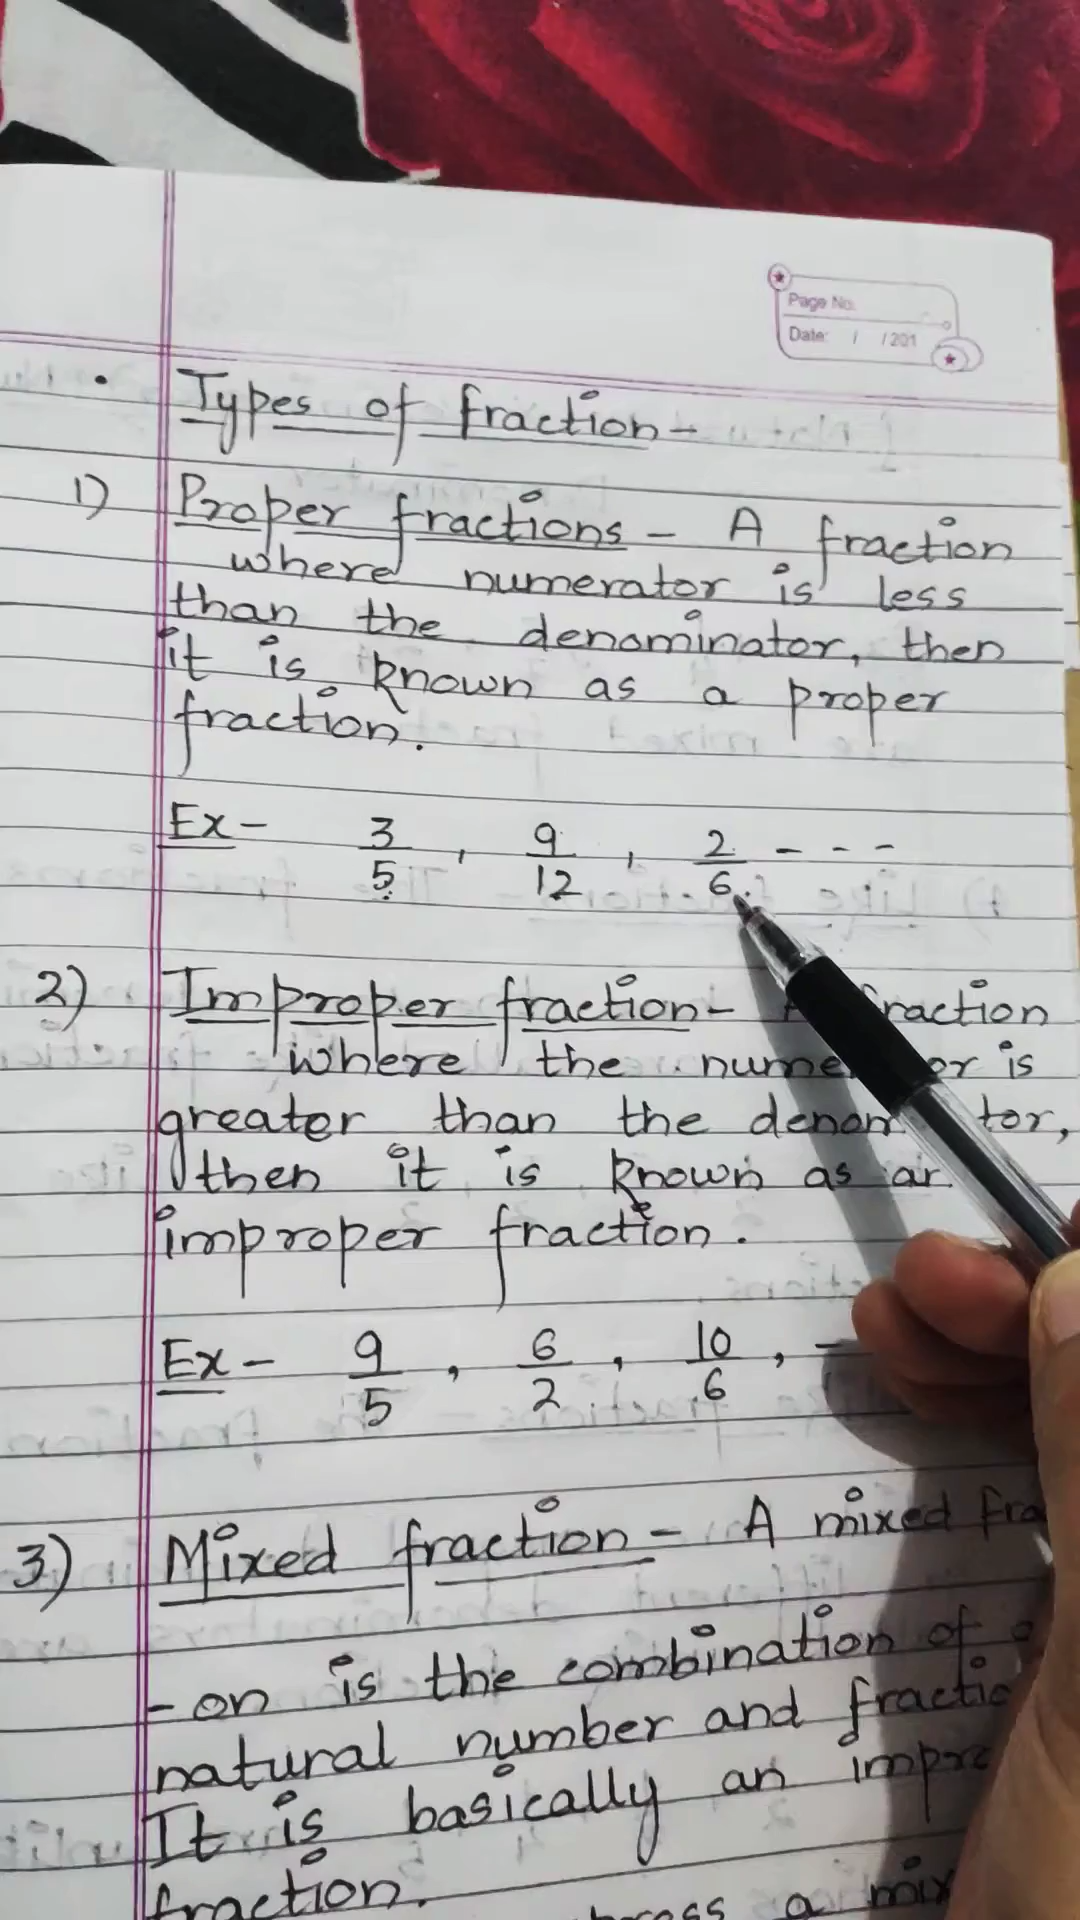 Page No.
Date: / /201
• Types of fraction-
1) Proper fractions - A fraction
where numerator is less
than the denominator, then
it is known as a proper
fraction.
Ex- 3/5, 9/12, 2/6 - - -
2) Improper fraction- fraction
where the is
greater than the
then it is known as
improper fraction.
Ex- 9/5, 6/2, 10/6, -
3) Mixed fraction- A mixed
-on is the combination of
natural number and
It is basically an
fraction.
a